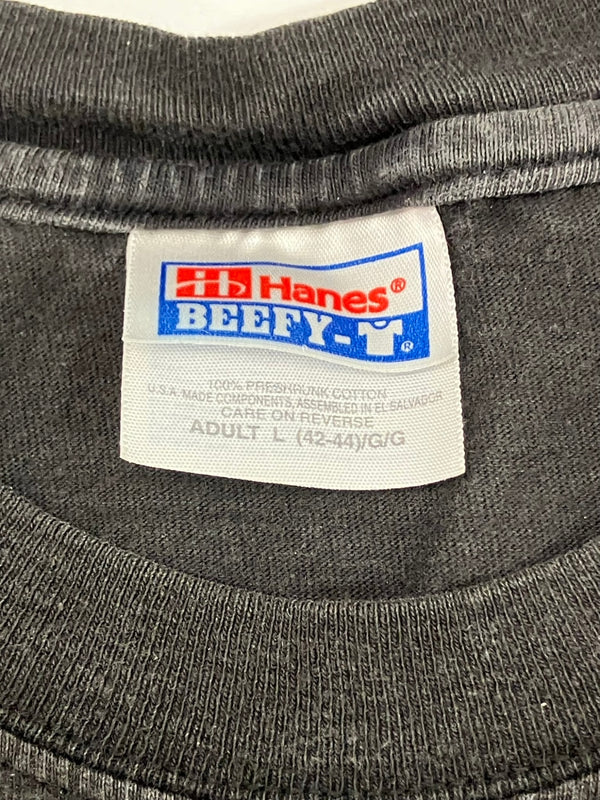 Hanes®
BEEFY-T®
100% PRESHRUNK COTTON
U.S.A. MADE COMPONENTS, ASSEMBLED IN EL SALVADOR
CARE ON REVERSE
ADULT L (42-44)/G/G